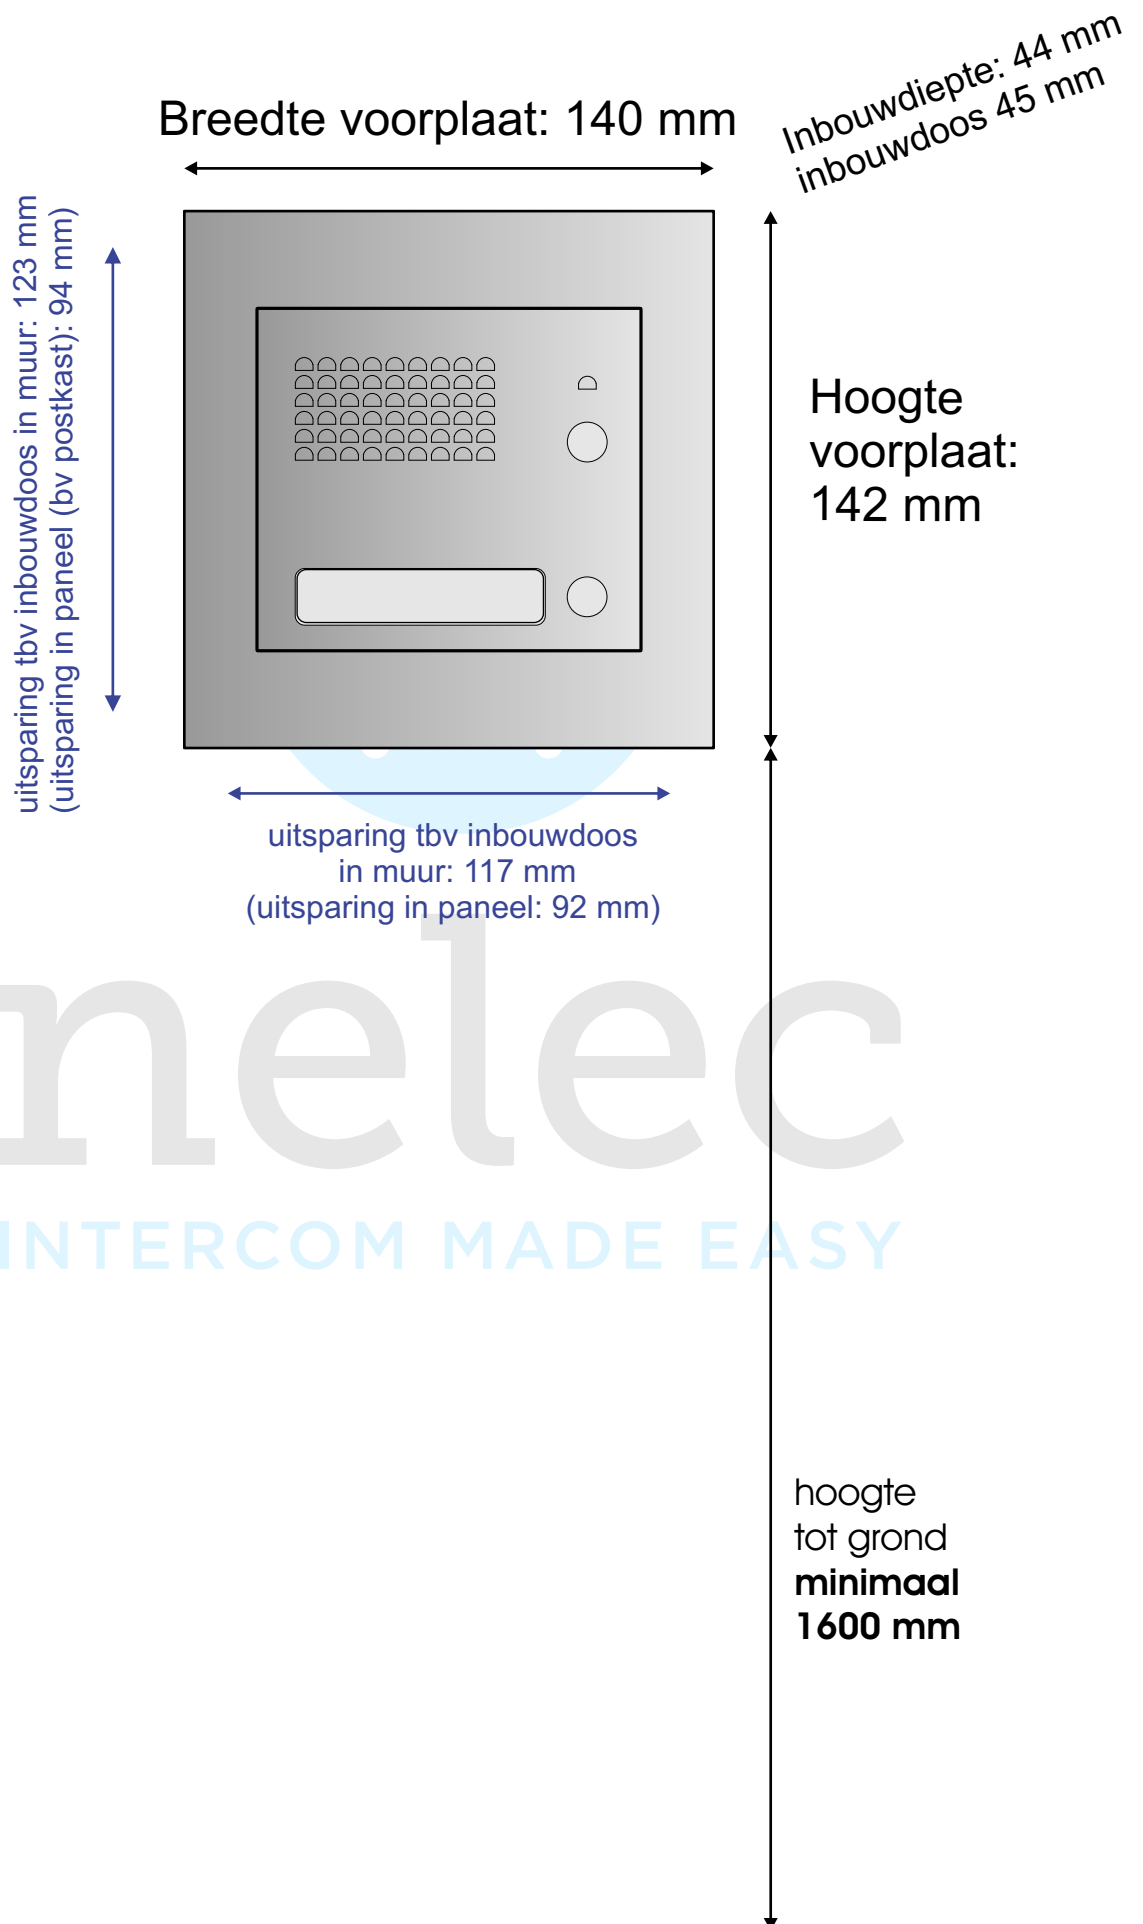 Inbouwdiepte: 44 mm
inbouwdoos 45 mm
Breedte voorplaat: 140 mm
uitsparing tbv inbouwdoos in muur: 123 mm
(uitsparing in paneel (bv postkast): 94 mm)
Hoogte
voorplaat:
142 mm
uitsparing tbv inbouwdoos
in muur: 117 mm
(uitsparing in paneel: 92 mm)
nelec
INTERCOM MADE EASY
hoogte
tot grond
minimaal
1600 mm